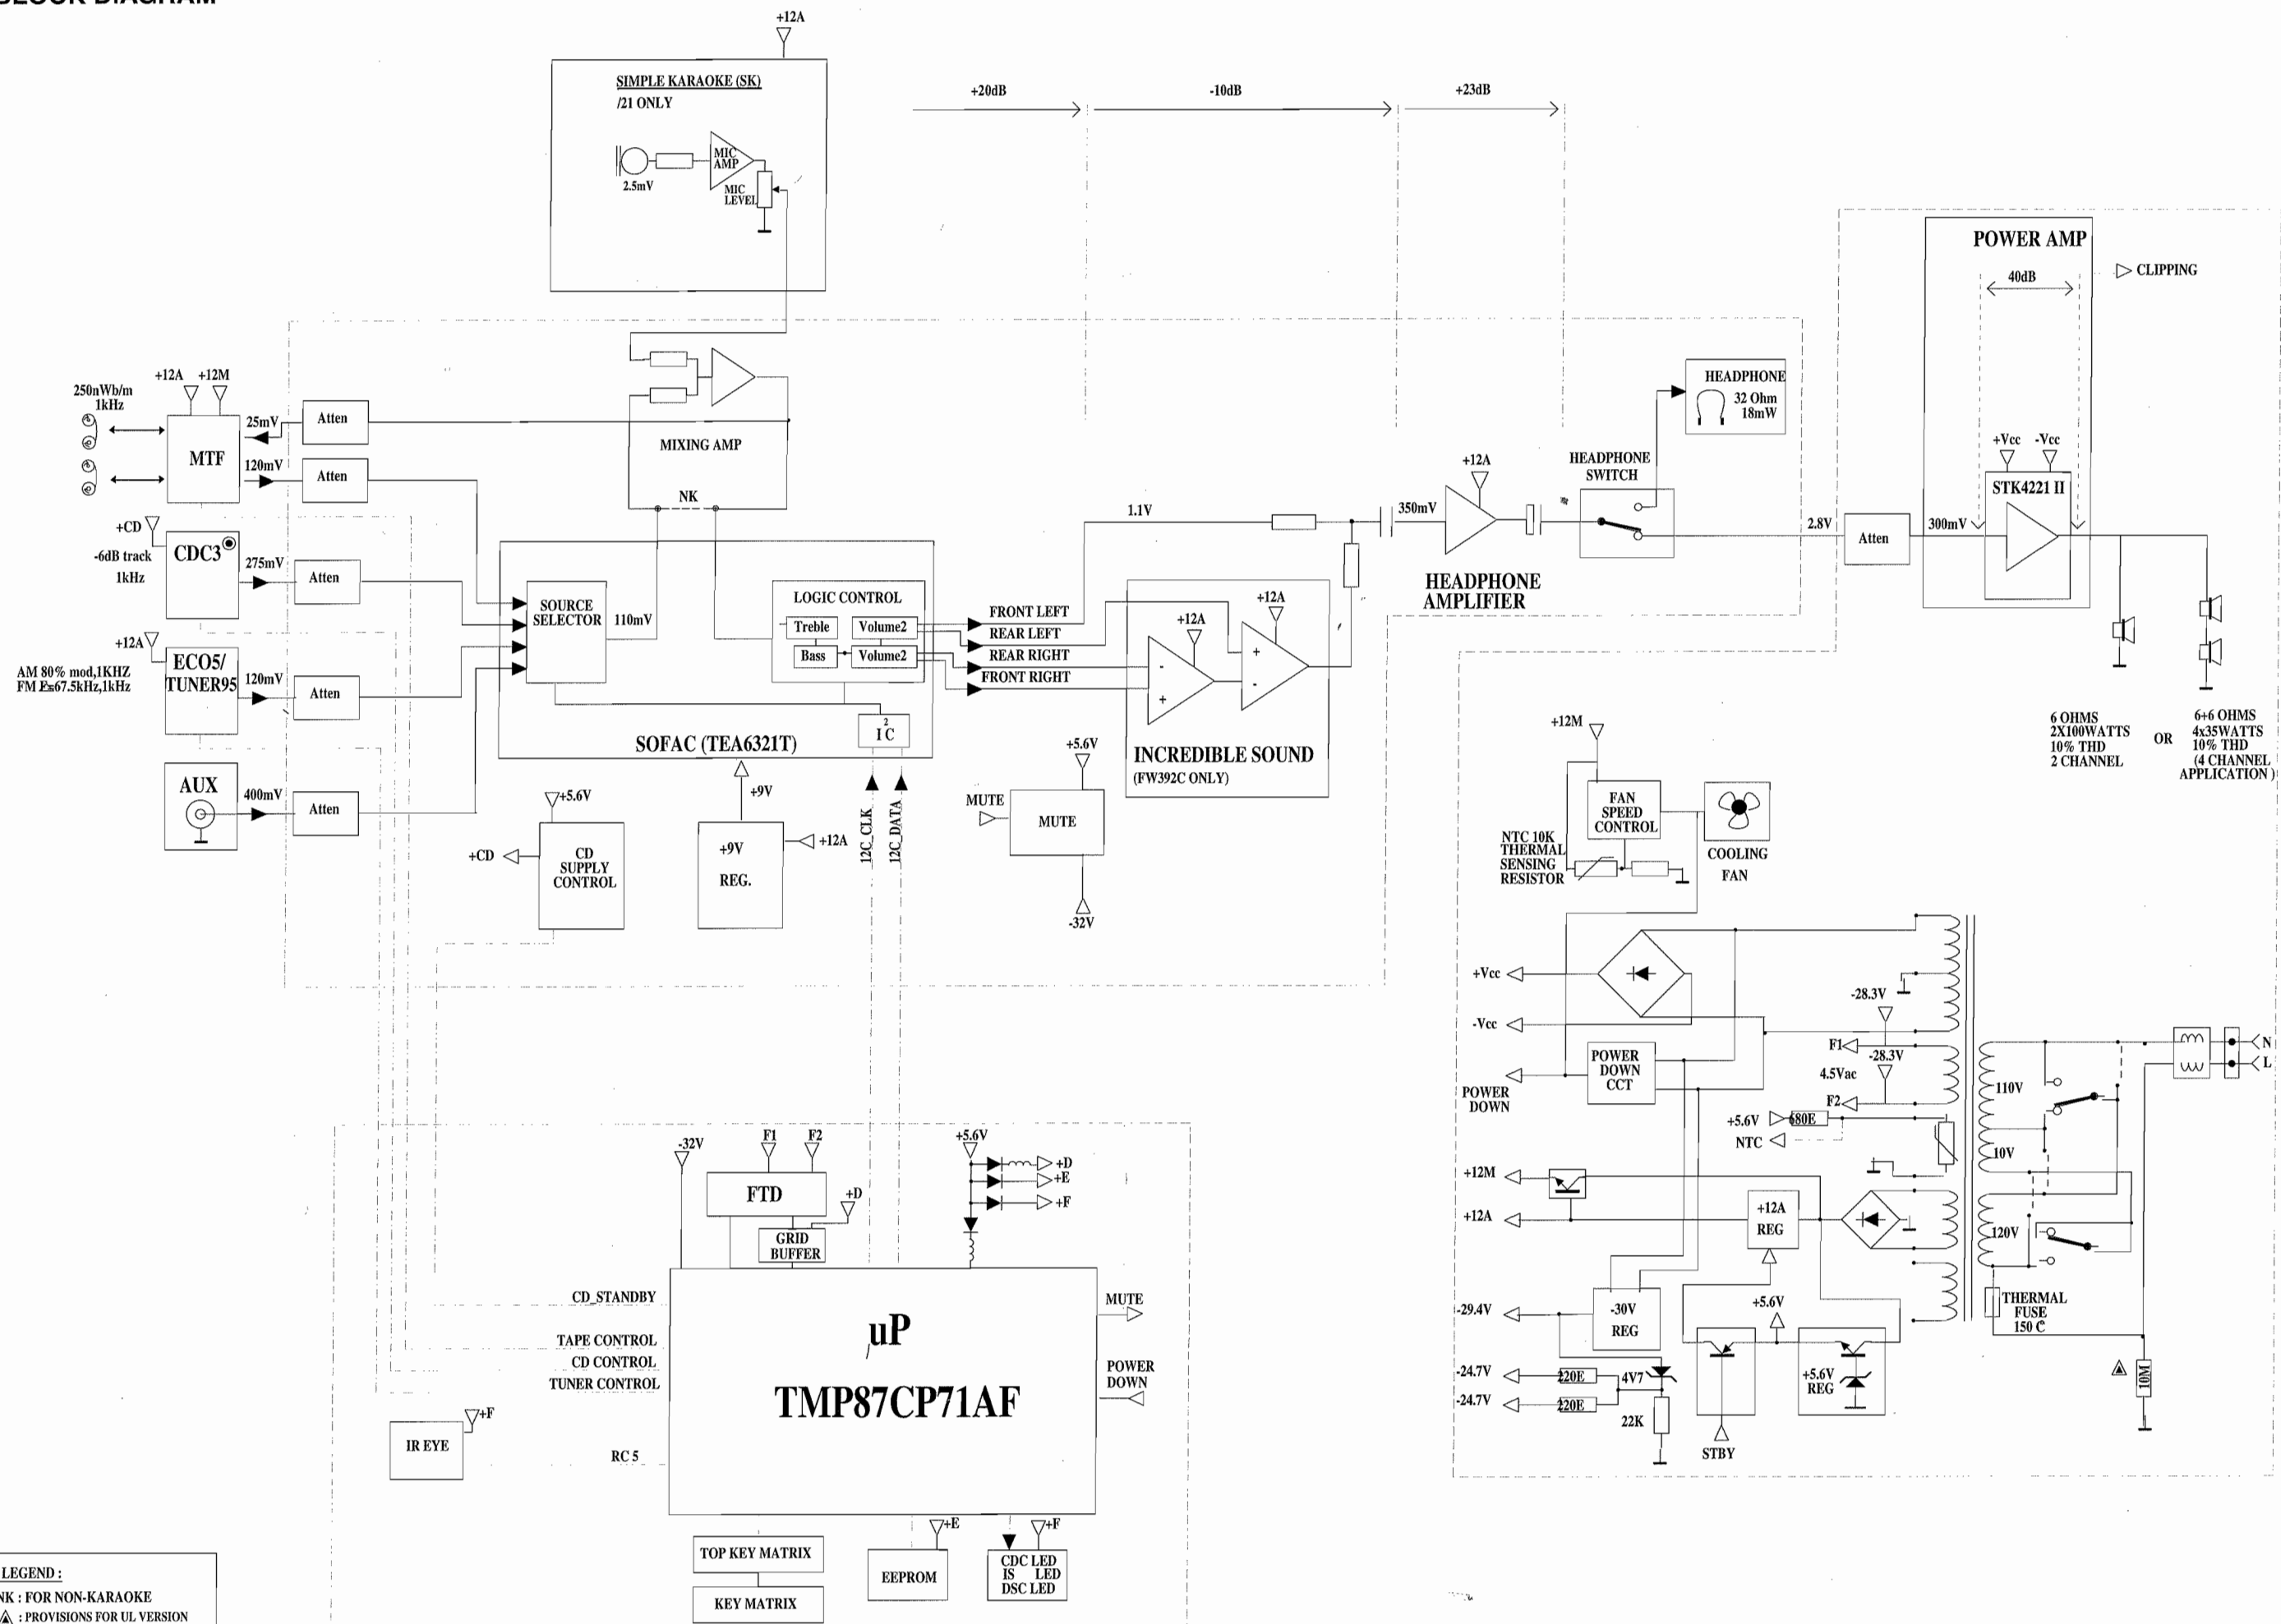 BLOCK DIAGRAM
+12A
SIMPLE KARAOKE (SK)
/21 ONLY
MIC
AMP
2.5mV
MIC
LEVEL
+20dB
-10dB
+23dB
POWER AMP
40dB
CLIPPING
+Vcc -Vcc
STK4221 II
300mV
Atten
2.8V
HEADPHONE
32 Ohm
18mW
HEADPHONE
SWITCH
+12A
350mV
HEADPHONE
AMPLIFIER
1.1V
250nWb/m
1kHz
+12A +12M
MTF
25mV
Atten
120mV
Atten
MIXING AMP
NK
+CD
-6dB track
1kHz
CDC3
275mV
Atten
+12A
AM 80% mod,1KHZ
FM E=67.5kHz,1kHz
ECO5/
TUNER95
120mV
Atten
AUX
400mV
Atten
SOURCE
SELECTOR
110mV
LOGIC CONTROL
Treble
Volume2
Bass
Volume2
2
I C
SOFAC (TEA6321T)
FRONT LEFT
REAR LEFT
REAR RIGHT
FRONT RIGHT
+12A
+12A
-
+
+
-
INCREDIBLE SOUND
(FW392C ONLY)
+5.6V
CD
SUPPLY
CONTROL
+CD
+9V
+9V
REG.
+12A
12C_CLK
12C_DATA
+5.6V
MUTE
MUTE
-32V
6 OHMS
2X100WATTS
10% THD
2 CHANNEL
OR
6+6 OHMS
4x35WATTS
10% THD
(4 CHANNEL
APPLICATION )
+12M
FAN
SPEED
CONTROL
NTC 10K
THERMAL
SENSING
RESISTOR
COOLING
FAN
+Vcc
-Vcc
POWER
DOWN
CCT
POWER
DOWN
-28.3V
F1
-28.3V
4.5Vac
F2
+5.6V
680E
NTC
+12M
+12A
+12A
REG
110V
10V
120V
N
L
THERMAL
FUSE
150 C
10M
-29.4V
-30V
REG
+5.6V
+5.6V
REG
-24.7V
220E
4V7
-24.7V
220E
22K
STBY
-32V
F1
F2
FTD
+D
GRID
BUFFER
+5.6V
+D
+E
+F
CD_STANDBY
TAPE CONTROL
CD CONTROL
TUNER CONTROL
RC 5
uP
TMP87CP71AF
MUTE
POWER
DOWN
+F
IR EYE
TOP KEY MATRIX
KEY MATRIX
+E
EEPROM
+F
CDC LED
IS LED
DSC LED
LEGEND :
NK : FOR NON-KARAOKE
: PROVISIONS FOR UL VERSION